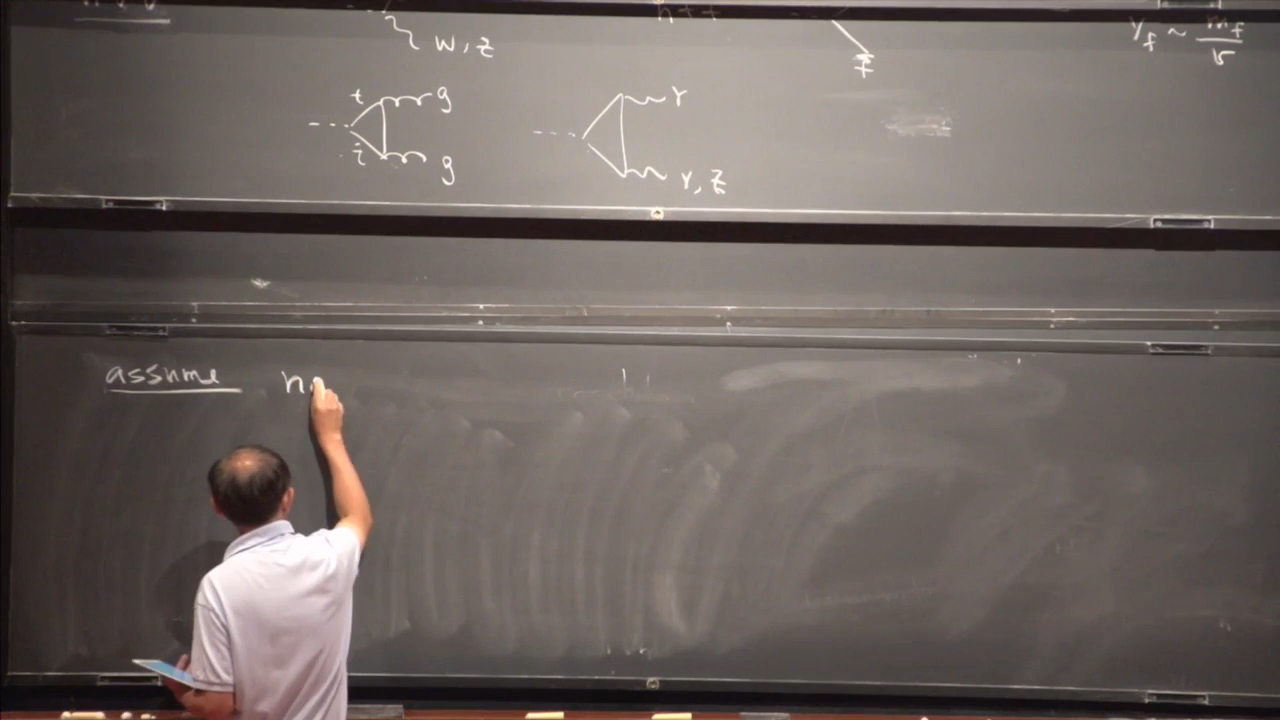 W, Z
f
Y_f ~ m_f / v
t g
t̄ g
γ
γ, Z
assume n